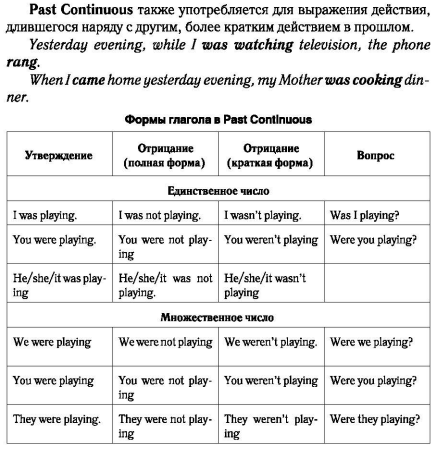 Past Continuous также употребляется для выражения действия,
длившегося наряду с другим, более кратким действием в прошлом.
Yesterday evening, while I was watching television, the phone
rang.
When I came home yesterday evening, my Mother was cooking din-
ner.
Формы глагола в Past Continuous
Утверждение
Отрицание
(полная форма)
Отрицание
(краткая форма)
Вопрос
Единственное число
I was playing.
I was not playing.
I wasn't playing.
Was I playing?
You were playing.
You were not play-
ing
You weren't playing
Were you playing?
He/she/it was play-
ing
He/she/it was not
playing.
He/she/it wasn't
playing
Множественное число
We were playing
We were not playing
We weren't playing.
Were we playing?
You were playing
You were not play-
ing
You weren't playing
Were you playing?
They were playing.
They were not play-
ing
They weren't play-
ing
Were they playing?